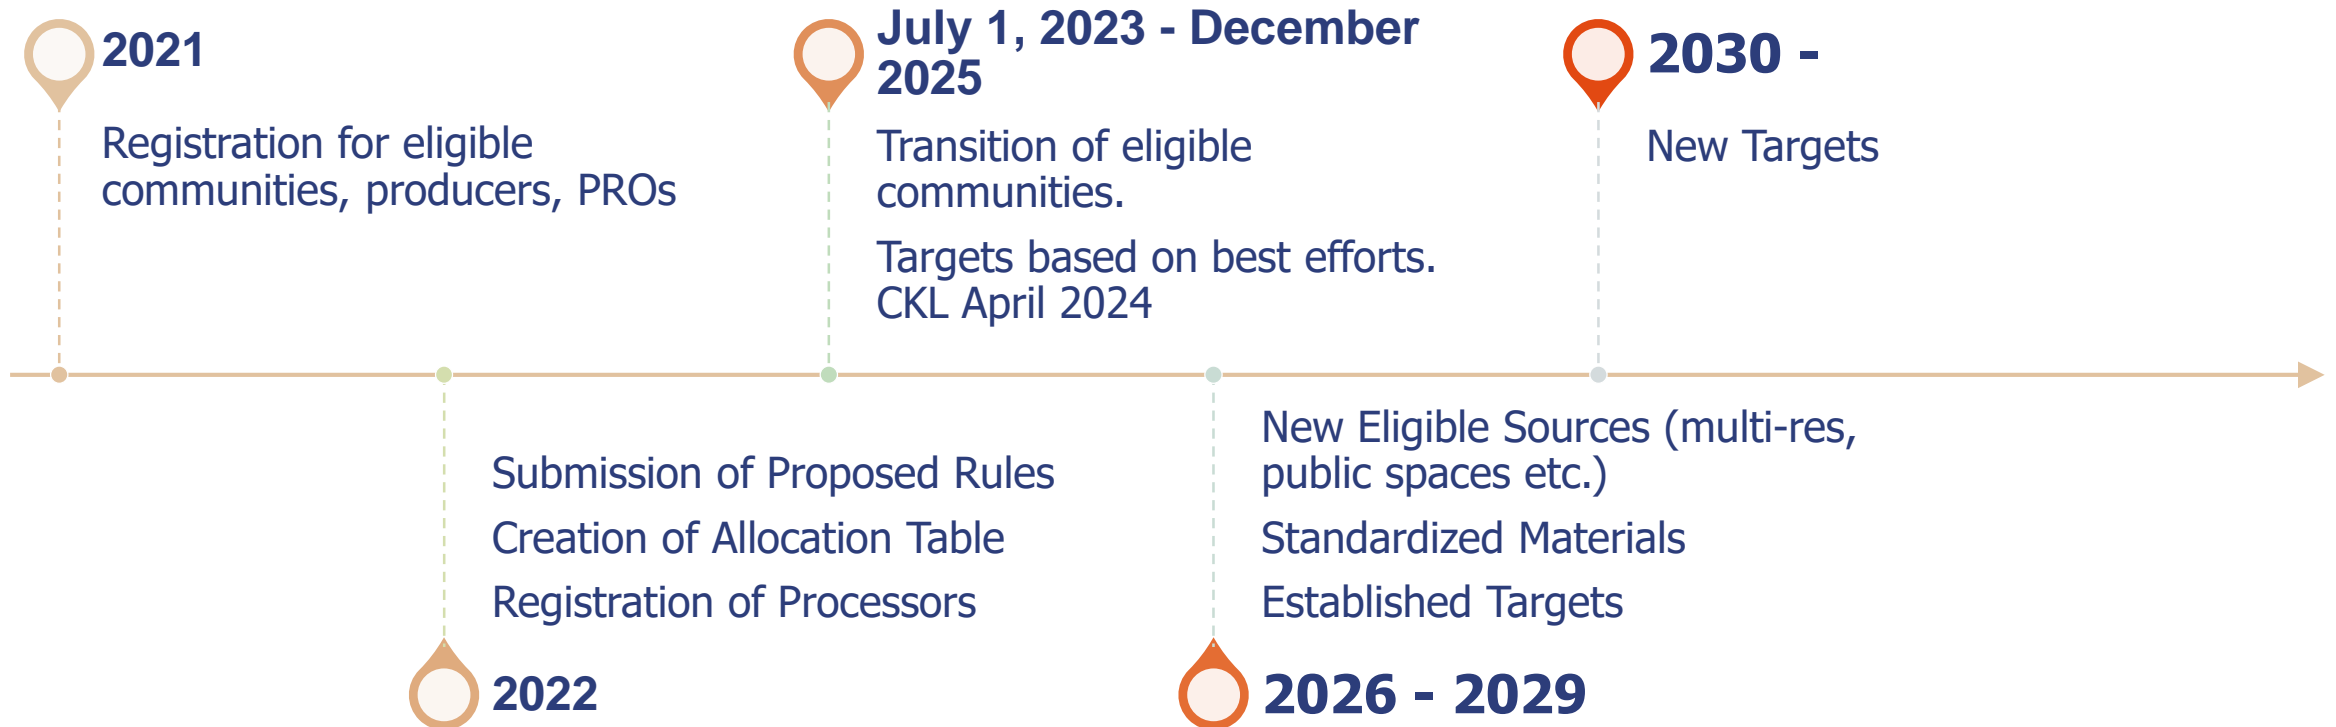 2021
Registration for eligible
communities, producers, PROs
July 1, 2023 - December
2025
Transition of eligible
communities.
Targets based on best efforts.
CKL April 2024
2030 -
New Targets
Submission of Proposed Rules
Creation of Allocation Table
Registration of Processors
2022
New Eligible Sources (multi-res,
public spaces etc.)
Standardized Materials
Established Targets
2026 - 2029